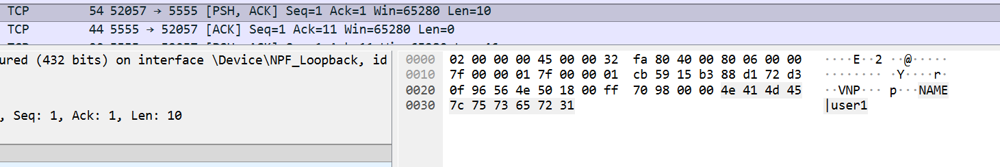 TCP 54 52057 → 5555 [PSH, ACK] Seq=1 Ack=1 Win=65280 Len=10
TCP 44 5555 → 52057 [ACK] Seq=1 Ack=11 Win=65280 Len=0
ured (432 bits) on interface \Device\NPF_Loopback, id
, Seq: 1, Ack: 1, Len: 10
0000 02 00 00 00 45 00 00 32 fa 80 40 00 80 06 00 00 ····E··2 ··@·····
0010 7f 00 00 01 7f 00 00 01 cb 59 15 b3 88 d1 72 d3 ········ ·Y····r·
0020 0f 96 56 4e 50 18 00 ff 70 98 00 00 4e 41 4d 45 ··VNP··· p···NAME
0030 7c 75 73 65 72 31 |user1